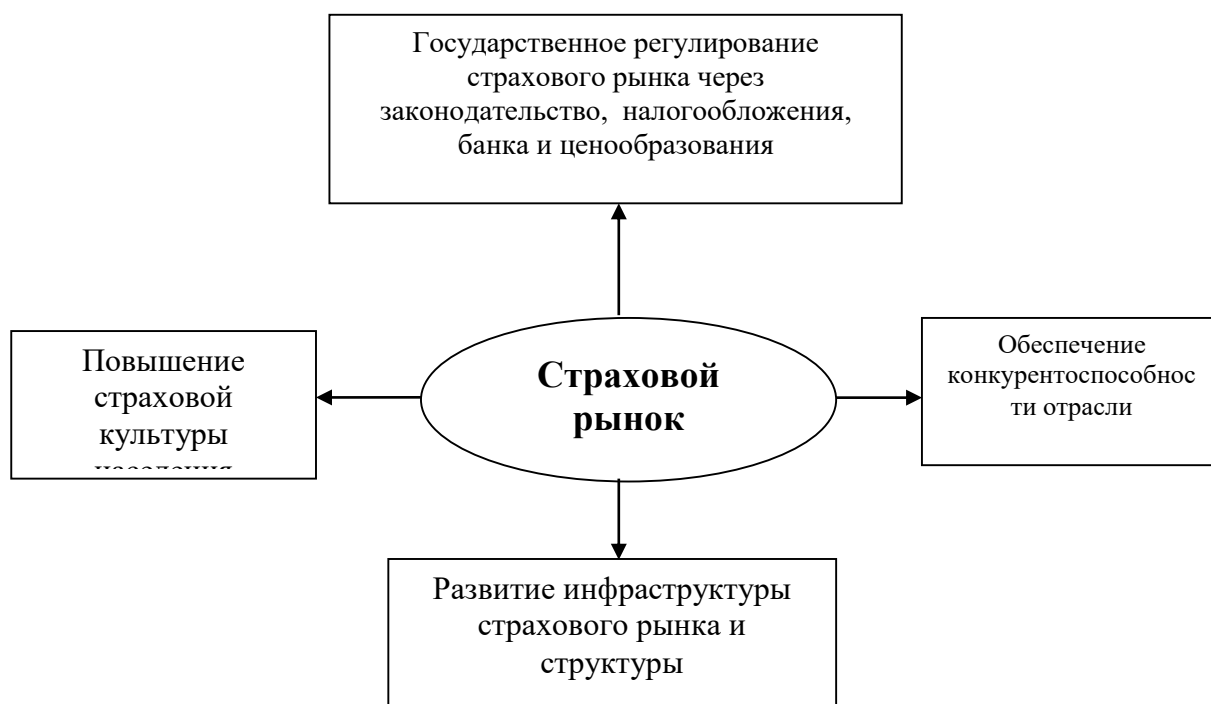 Государственное регулирование
страхового рынка через
законодательство, налогообложения,
банка и ценообразования
Повышение
страховой
культуры
населения
Страховой
рынок
Обеспечение
конкурентоспособнос
ти отрасли
Развитие инфраструктуры
страхового рынка и
структуры